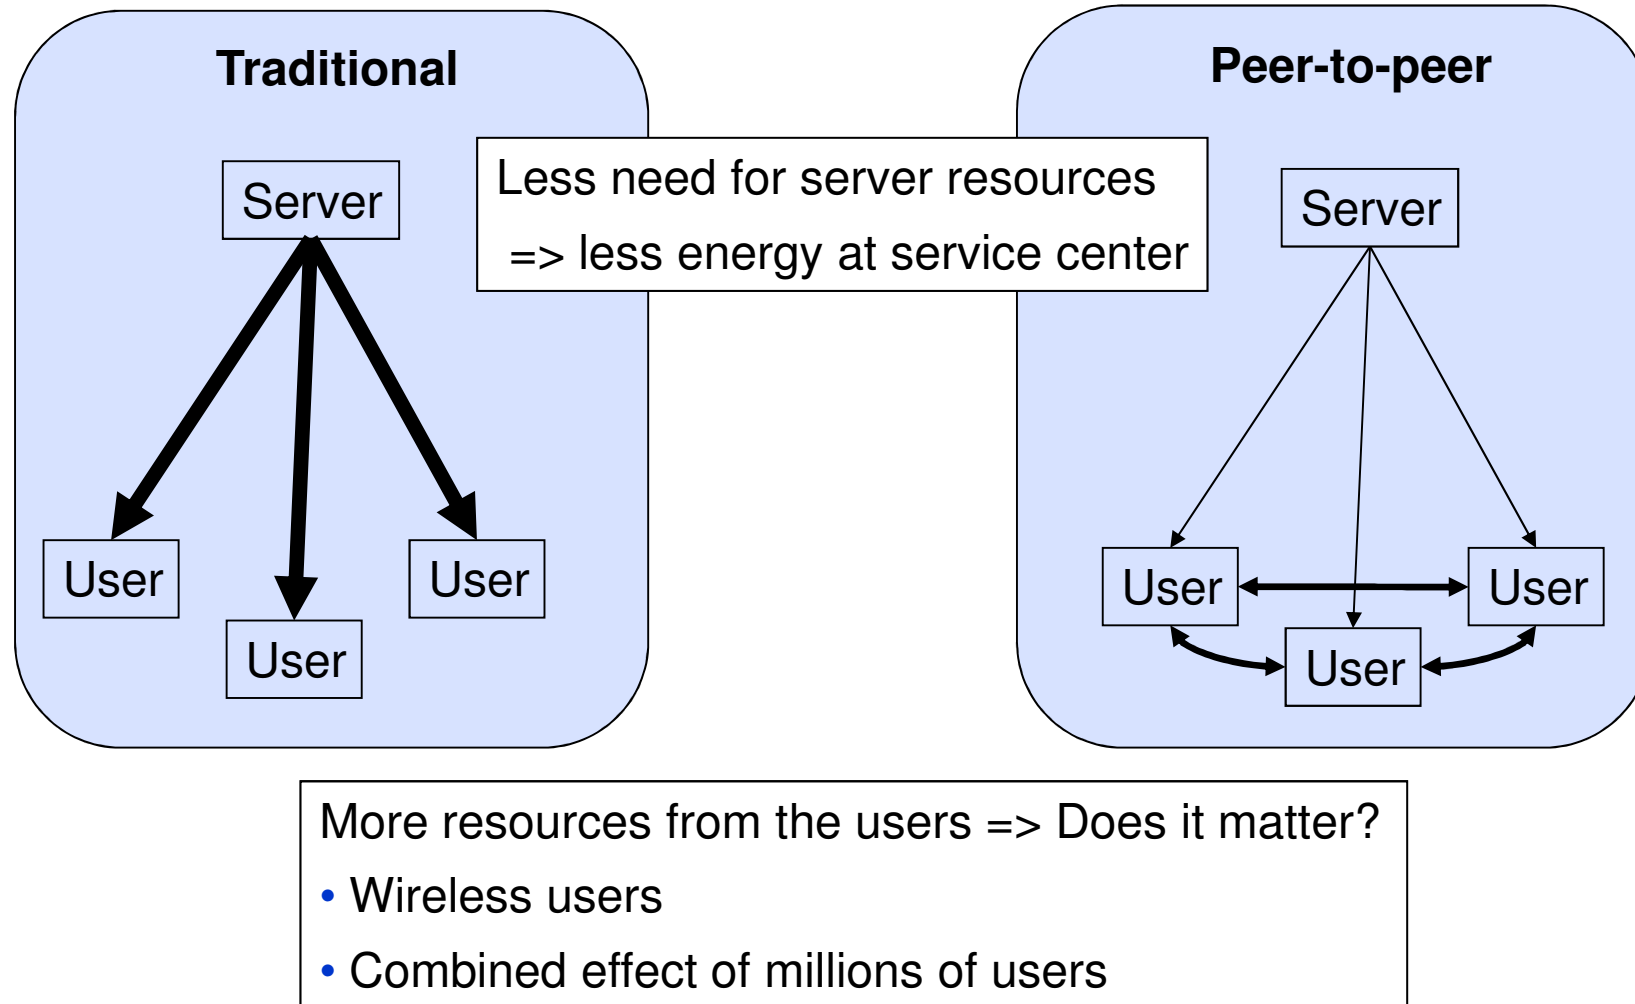 Traditional
Server
User
User
User
Less need for server resources
=> less energy at service center
Peer-to-peer
Server
User
User
User
More resources from the users => Does it matter?
• Wireless users
• Combined effect of millions of users